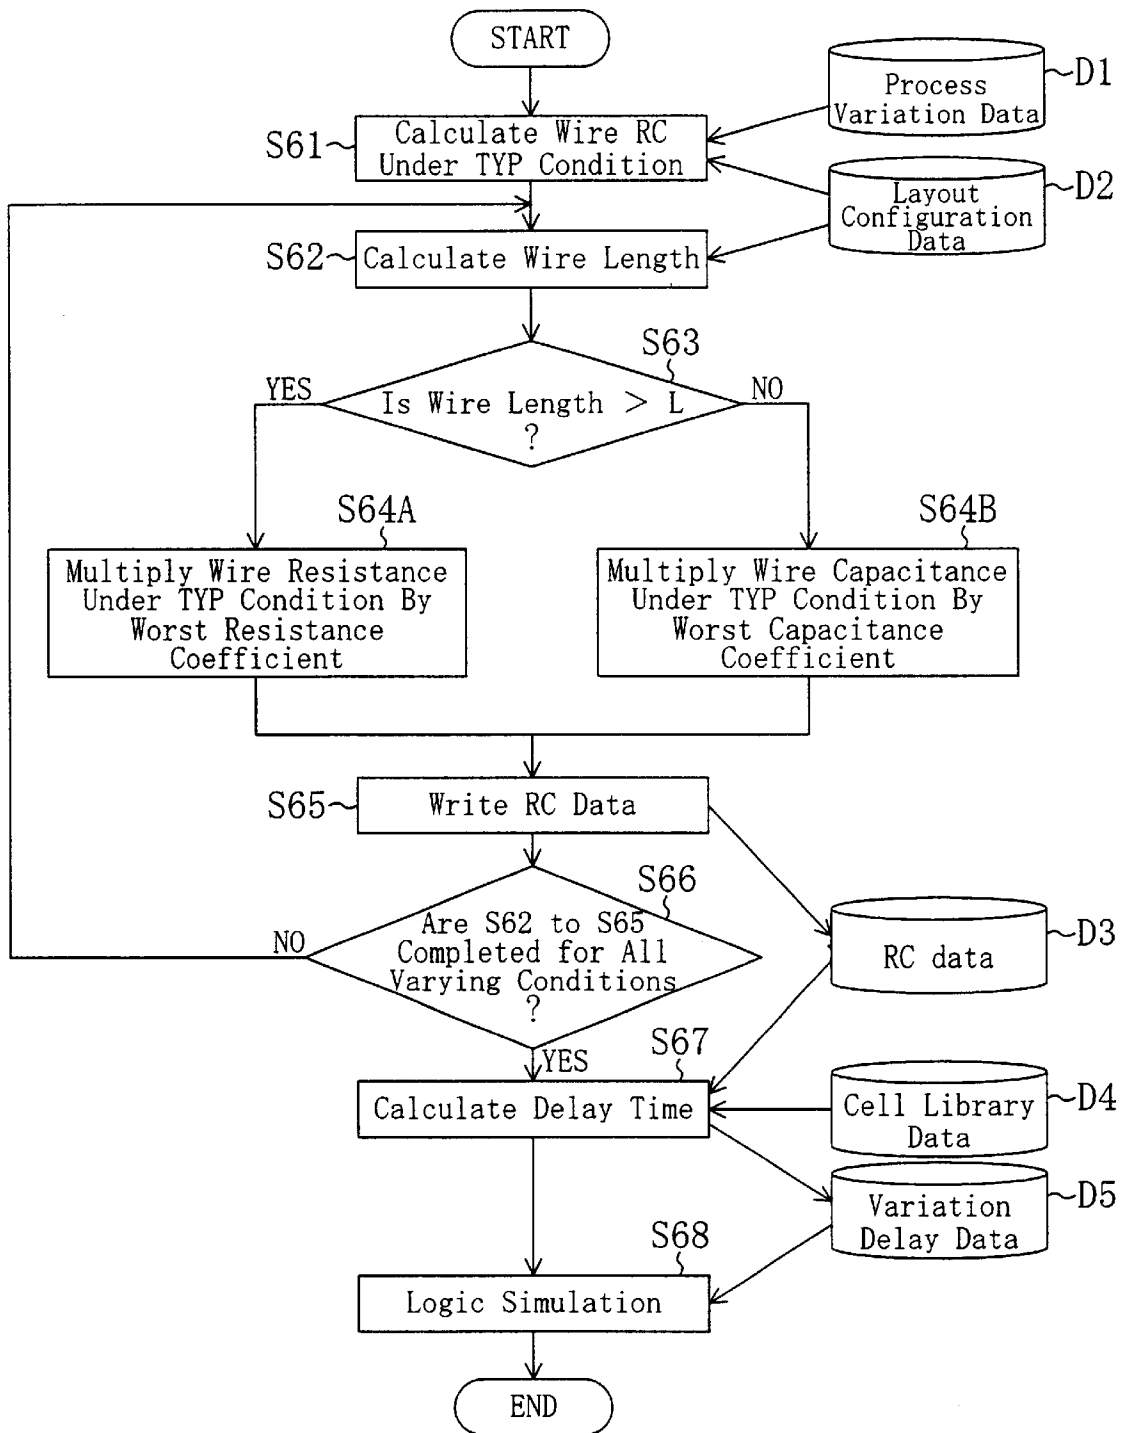 START
Process
Variation Data
D1
S61
Calculate Wire RC
Under TYP Condition
Layout
Configuration
Data
D2
S62
Calculate Wire Length
S63
YES
Is Wire Length > L
?
NO
S64A
Multiply Wire Resistance
Under TYP Condition By
Worst Resistance
Coefficient
S64B
Multiply Wire Capacitance
Under TYP Condition By
Worst Capacitance
Coefficient
S65
Write RC Data
S66
Are S62 to S65
Completed for All
Varying Conditions
?
NO
YES
RC data
D3
S67
Calculate Delay Time
Cell Library
Data
D4
Variation
Delay Data
D5
S68
Logic Simulation
END